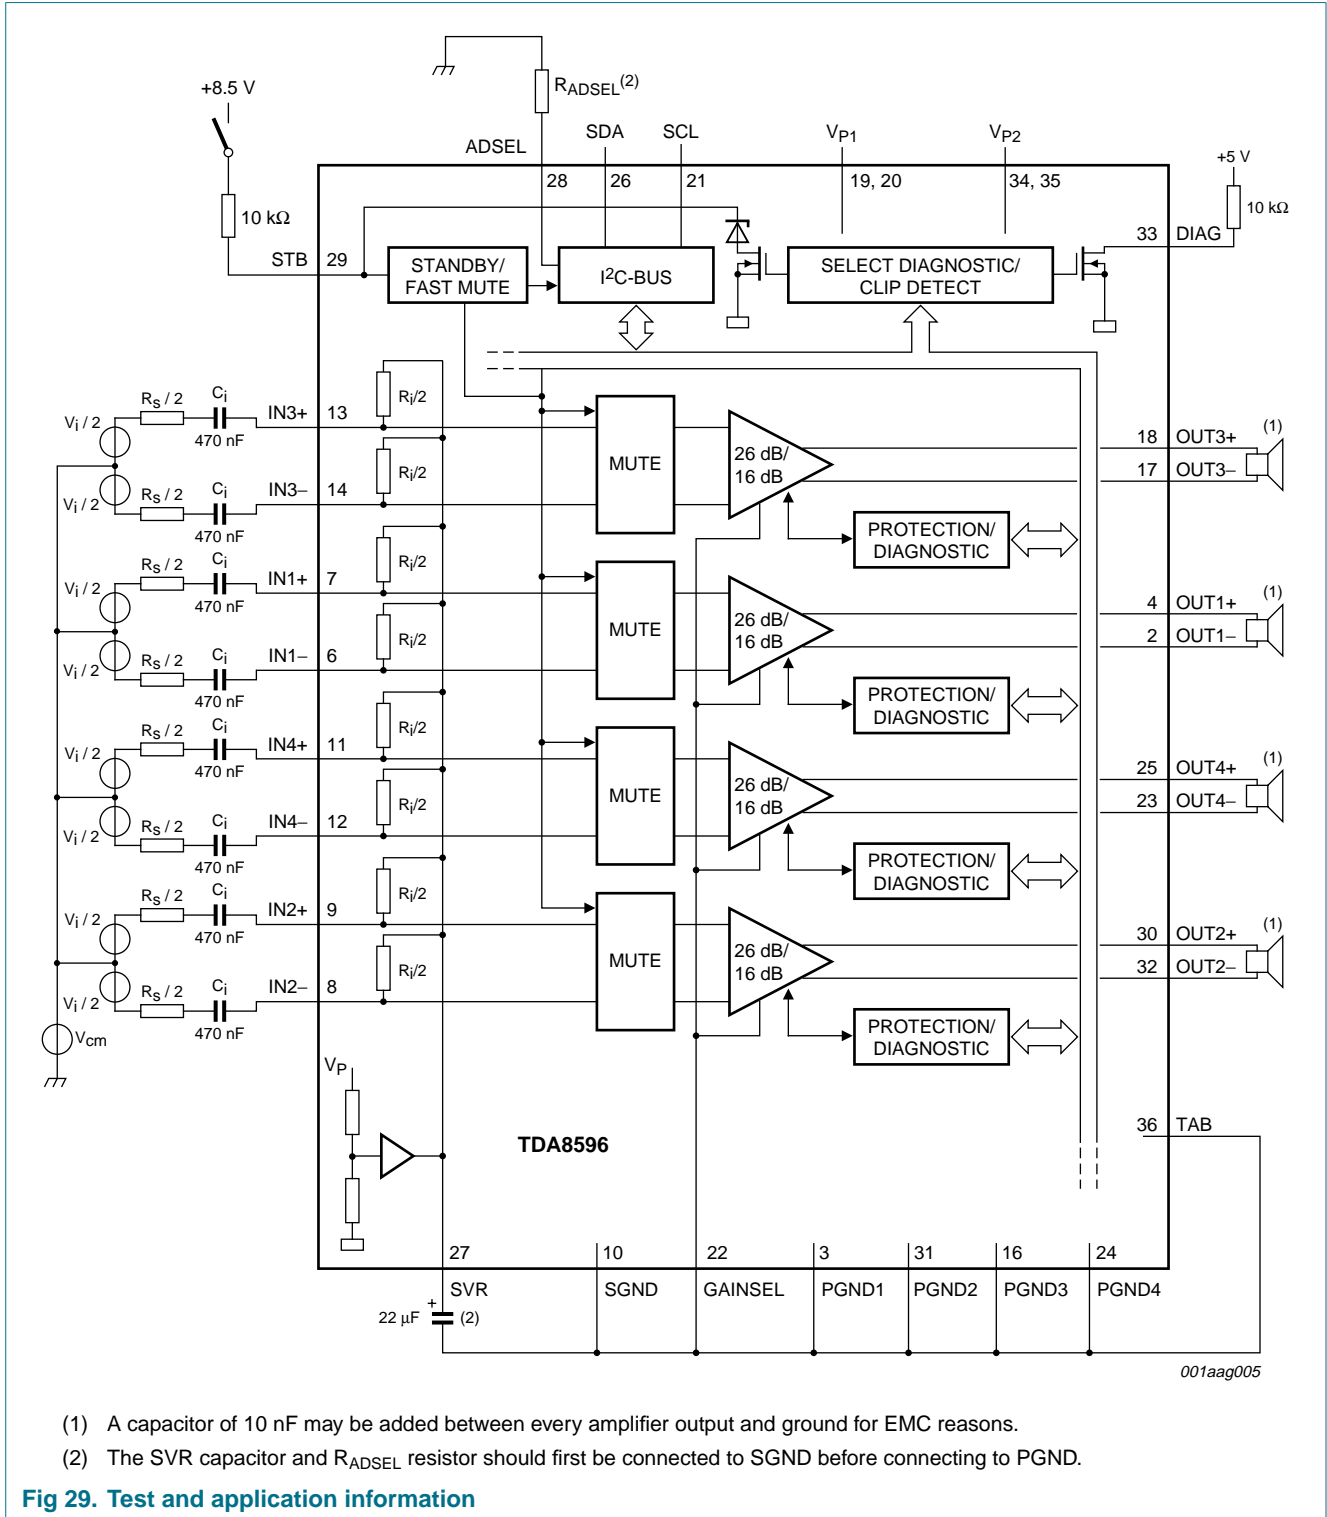 +8.5 V
10 kΩ
RADSEL(2)
ADSEL
SDA
SCL
VP1
VP2
+5 V
10 kΩ
28
26
21
19, 20
34, 35
33
DIAG
STB
29
STANDBY/
FAST MUTE
I2C-BUS
SELECT DIAGNOSTIC/
CLIP DETECT
Vi / 2
RS / 2
Ci
470 nF
IN3+
13
Ri/2
MUTE
26 dB/
16 dB
18
OUT3+
(1)
Vi / 2
RS / 2
Ci
470 nF
IN3−
14
Ri/2
17
OUT3−
PROTECTION/
DIAGNOSTIC
Vi / 2
RS / 2
Ci
470 nF
IN1+
7
Ri/2
MUTE
26 dB/
16 dB
4
OUT1+
(1)
Vi / 2
RS / 2
Ci
470 nF
IN1−
6
Ri/2
2
OUT1−
PROTECTION/
DIAGNOSTIC
Vi / 2
RS / 2
Ci
470 nF
IN4+
11
Ri/2
MUTE
26 dB/
16 dB
25
OUT4+
(1)
Vi / 2
RS / 2
Ci
470 nF
IN4−
12
Ri/2
23
OUT4−
PROTECTION/
DIAGNOSTIC
Vi / 2
RS / 2
Ci
470 nF
IN2+
9
Ri/2
MUTE
26 dB/
16 dB
30
OUT2+
(1)
Vi / 2
RS / 2
Ci
470 nF
IN2−
8
Ri/2
32
OUT2−
PROTECTION/
DIAGNOSTIC
Vcm
VP
TDA8596
36
TAB
27
10
22
3
31
16
24
SVR
SGND
GAINSEL
PGND1
PGND2
PGND3
PGND4
22 μF
+
(2)
001aag005
(1) A capacitor of 10 nF may be added between every amplifier output and ground for EMC reasons.
(2) The SVR capacitor and RADSEL resistor should first be connected to SGND before connecting to PGND.
Fig 29. Test and application information